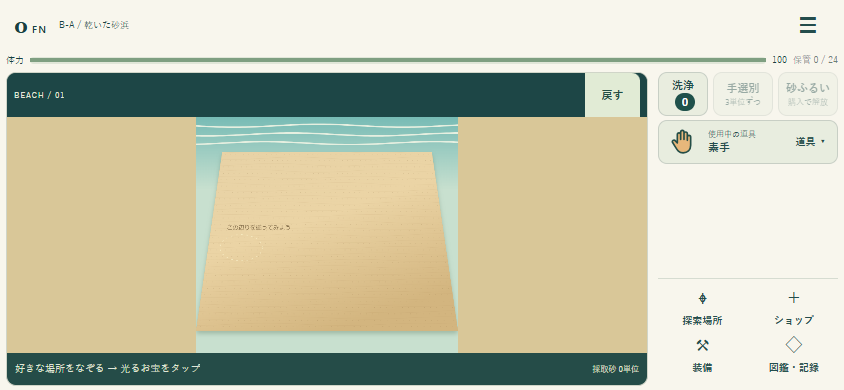 O FN
B-A / 乾いた砂浜
体力
100
保管 0 / 24
BEACH / 01
戻す
洗浄
0
手選別
3単位ずつ
砂ふるい
購入で解放
使用中の道具
素手
道具
この辺りを掘ってみよう
探索場所
ショップ
装備
図鑑・記録
好きな場所をなぞる → 光るお宝をタップ
採取砂 0単位